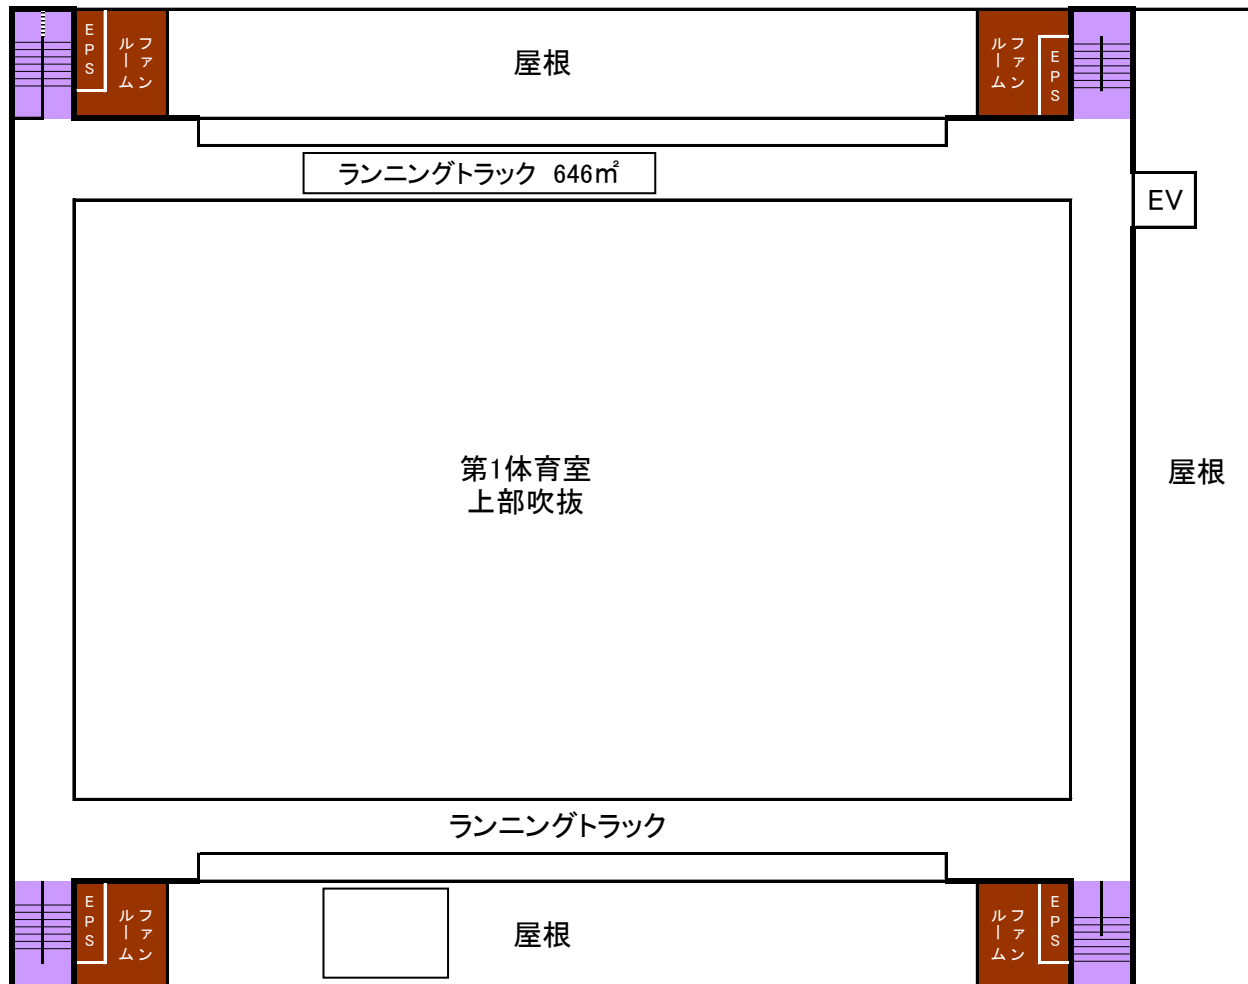 EPS
ファン
ルーム
屋根
ファン
ルーム
EPS
ランニングトラック 646㎡
EV
第1体育室
上部吹抜
屋根
ランニングトラック
EPS
ファン
ルーム
屋根
ファン
ルーム
EPS